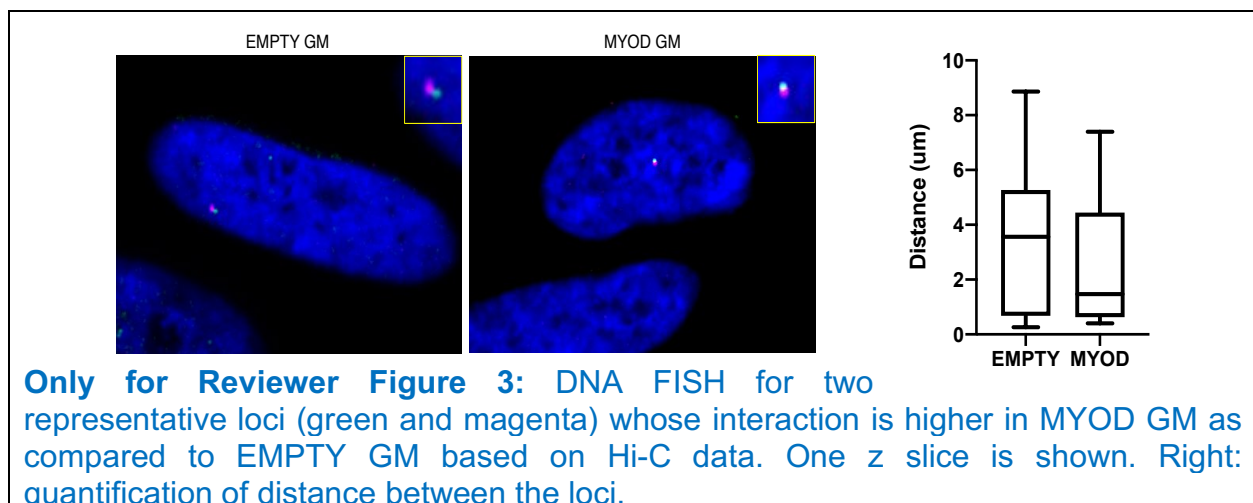 EMPTY GM
MYOD GM
10
8
6
4
2
0
Distance (um)
EMPTY MYOD
Only for Reviewer Figure 3: DNA FISH for two
representative loci (green and magenta) whose interaction is higher in MYOD GM as
compared to EMPTY GM based on Hi-C data. One z slice is shown. Right:
quantification of distance between the loci.